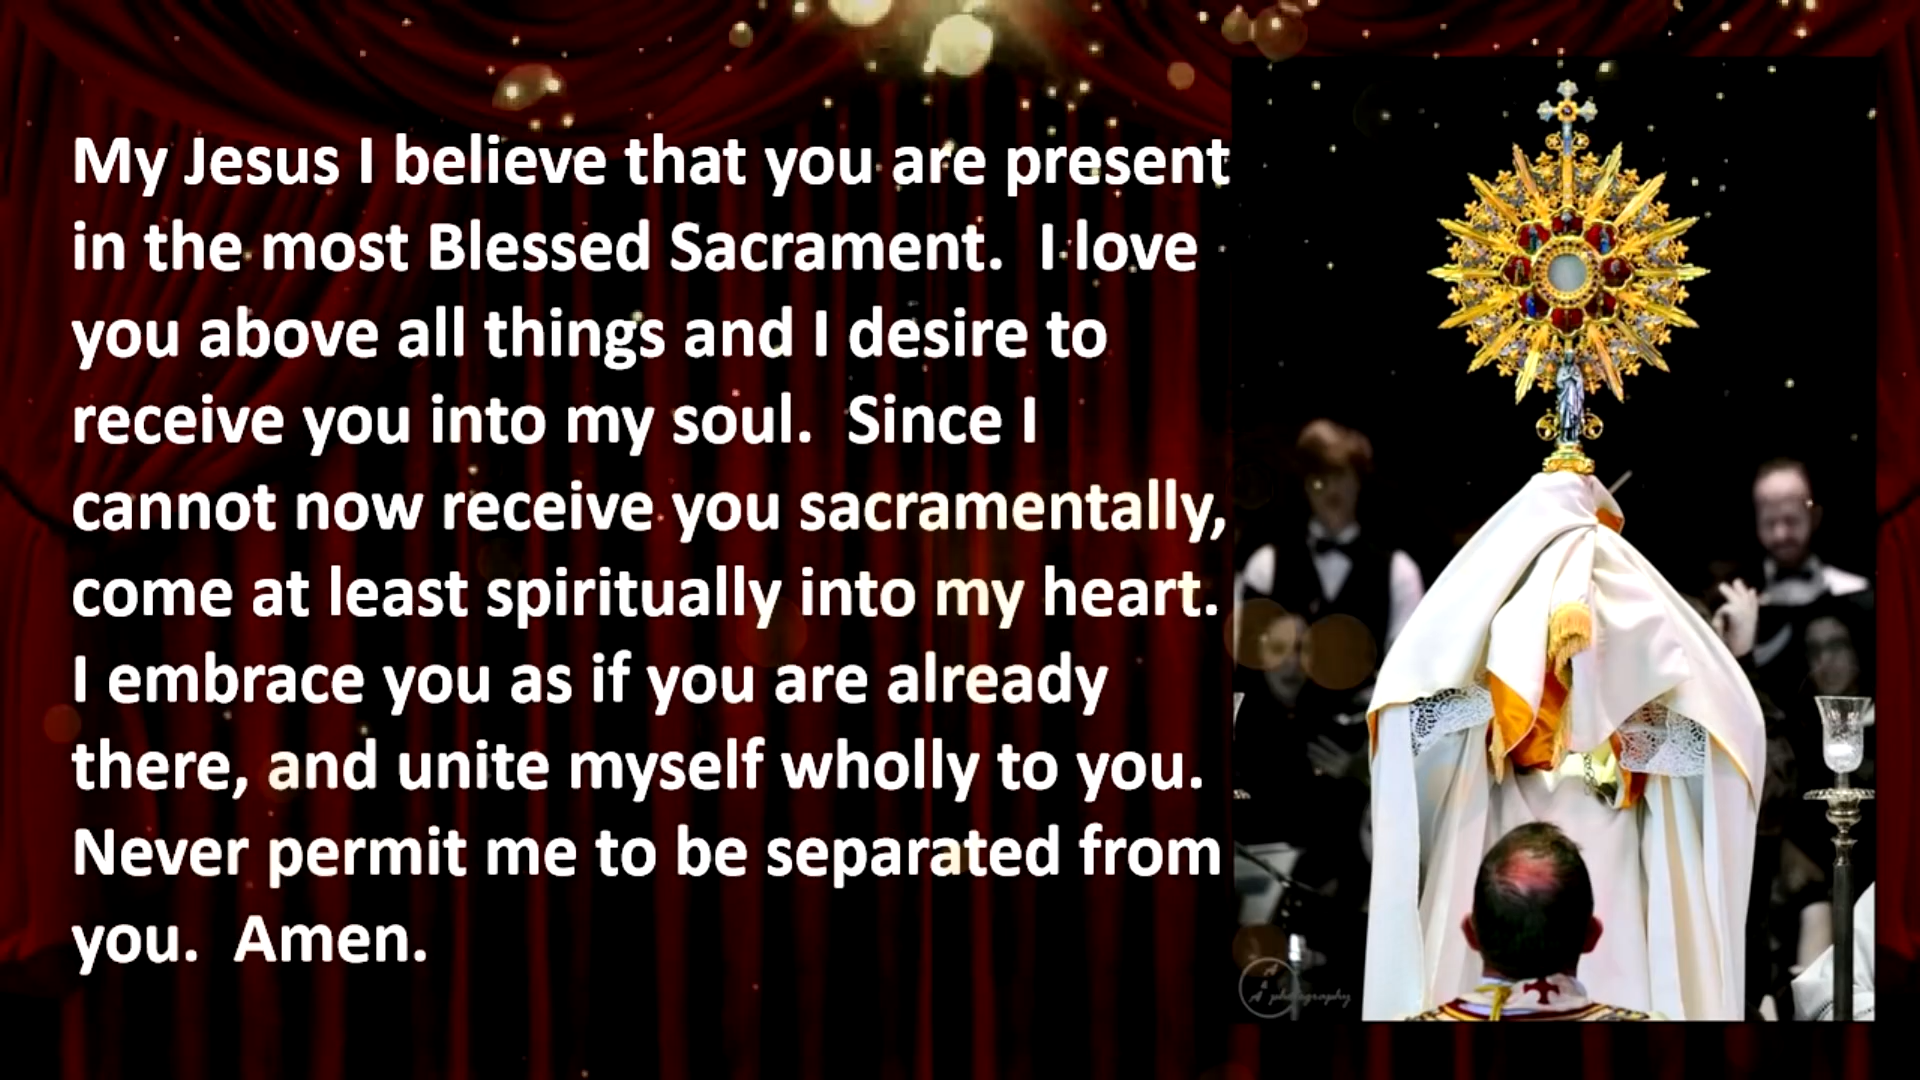 My Jesus I believe that you are present
in the most Blessed Sacrament. I love
you above all things and I desire to
receive you into my soul. Since I
cannot now receive you sacramentally,
come at least spiritually into my heart.
I embrace you as if you are already
there, and unite myself wholly to you.
Never permit me to be separated from
you. Amen.
A
A photography